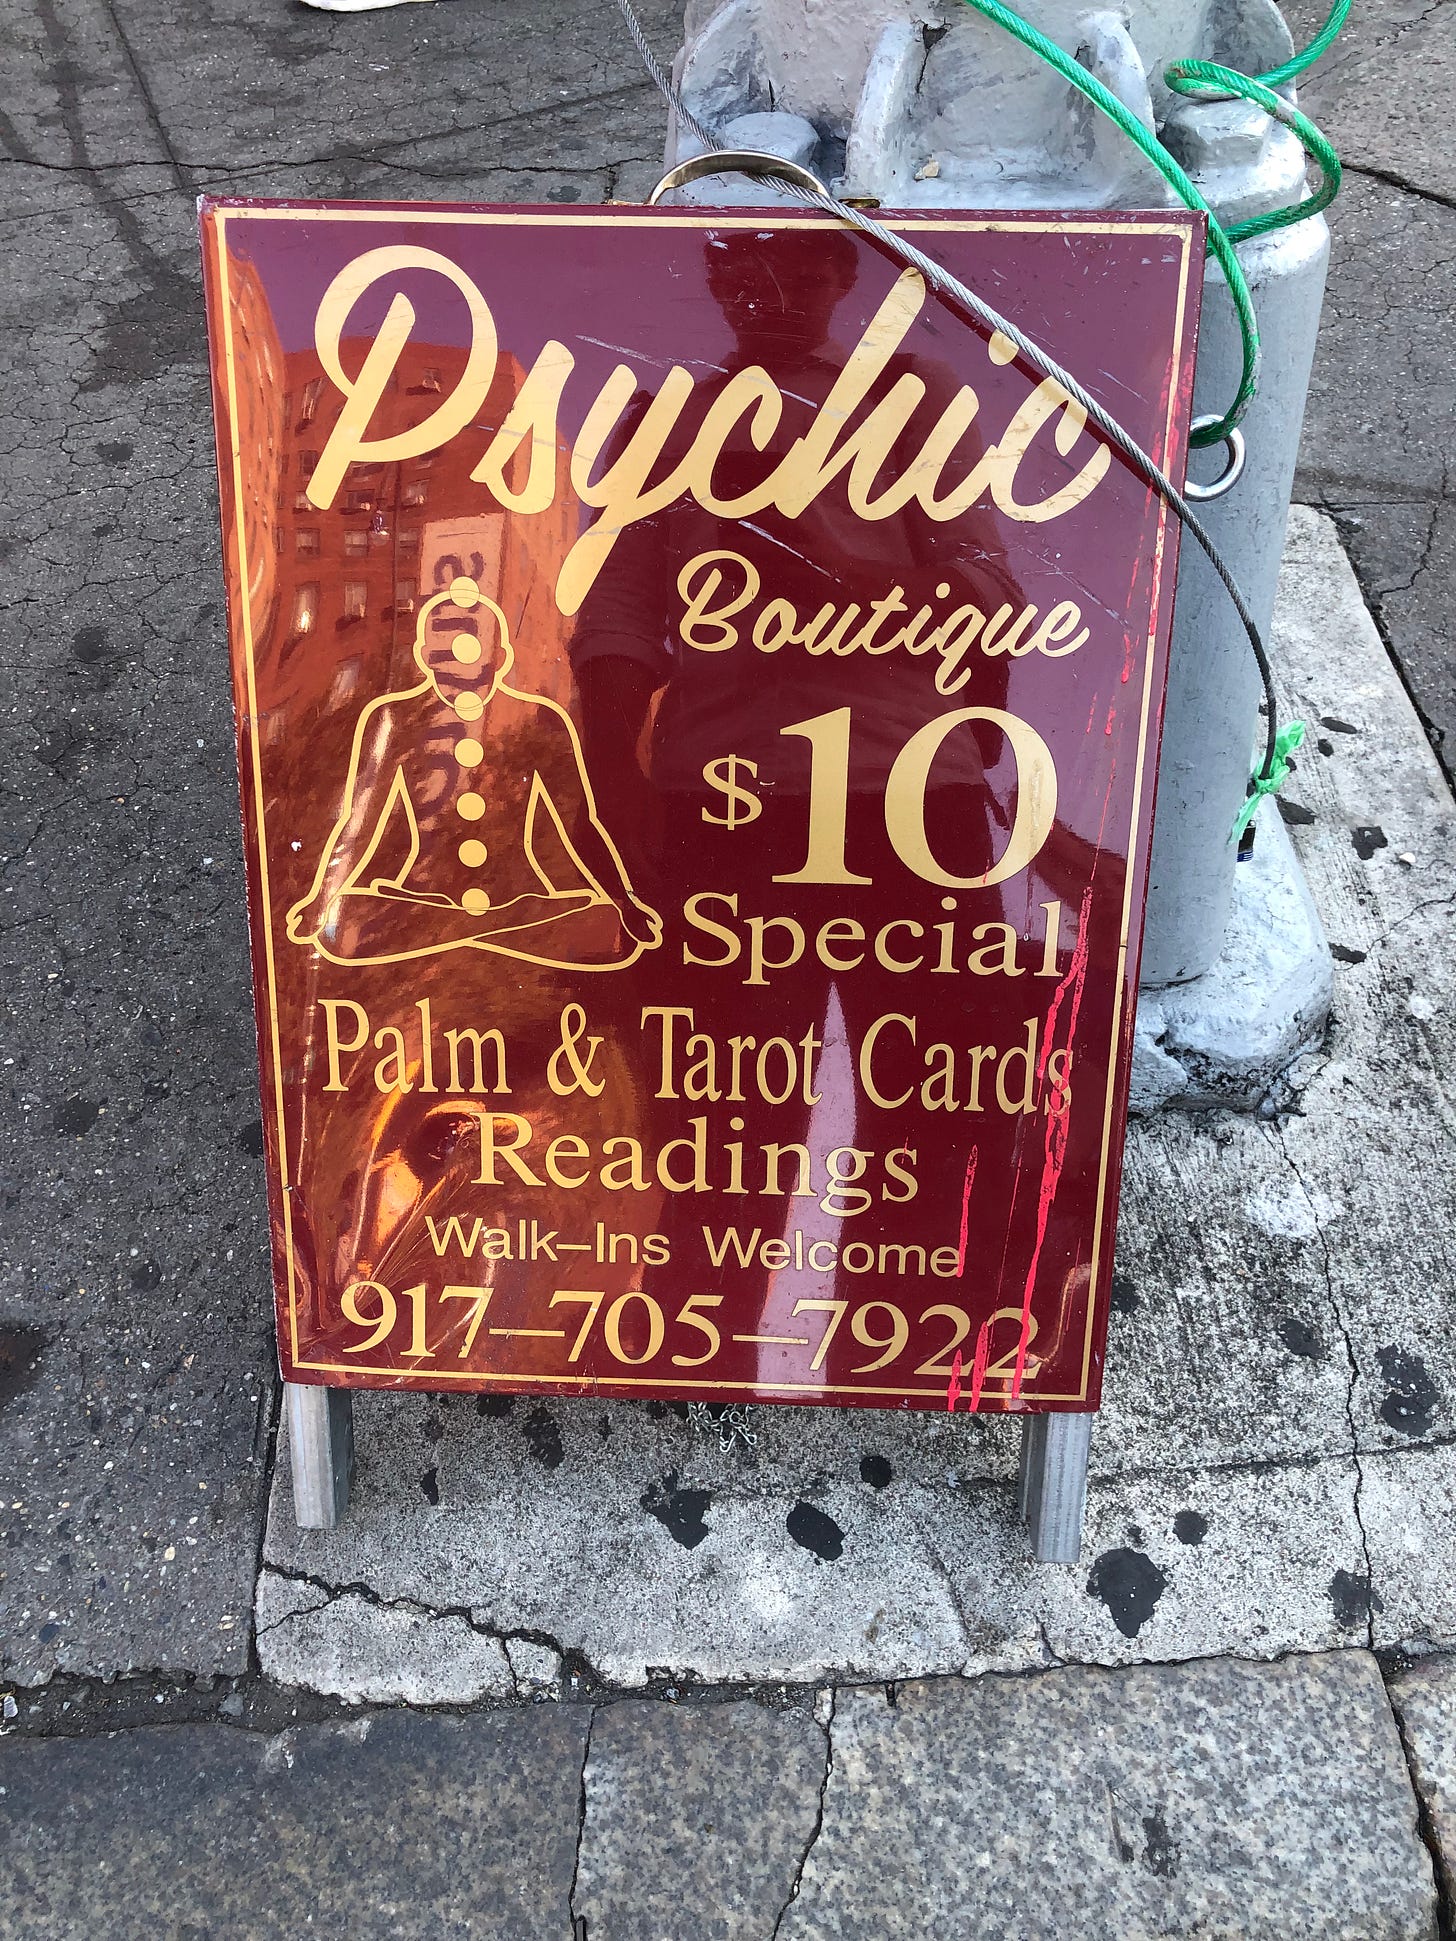 Psychic
Boutique
$10
Special
Palm & Tarot Cards
Readings
Walk–Ins Welcome
917–705–7922